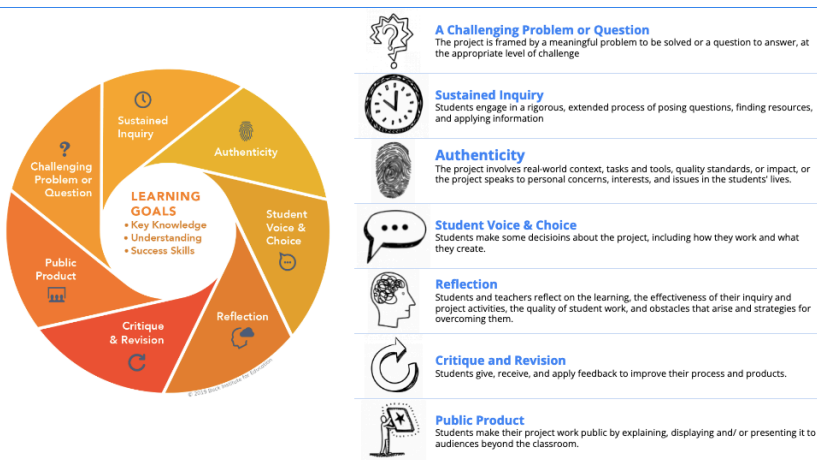 Sustained
Inquiry
Authenticity
Challenging
Problem or
Question
LEARNING
GOALS
• Key Knowledge
• Understanding
• Success Skills
Student
Voice &
Choice
Public
Product
Reflection
Critique
& Revision
© 2019 Buck Institute for Education
A Challenging Problem or Question
The project is framed by a meaningful problem to be solved or a question to answer, at
the appropriate level of challenge
Sustained Inquiry
Students engage in a rigorous, extended process of posing questions, finding resources,
and applying information
Authenticity
The project involves real-world context, tasks and tools, quality standards, or impact, or
the project speaks to personal concerns, interests, and issues in the students' lives.
Student Voice & Choice
Students make some decisioins about the project, including how they work and what
they create.
Reflection
Students and teachers reflect on the learning, the effectiveness of their inquiry and
project activities, the quality of student work, and obstacles that arise and strategies for
overcoming them.
Critique and Revision
Students give, receive, and apply feedback to improve their process and products.
Public Product
Students make their project work public by explaining, displaying and/ or presenting it to
audiences beyond the classroom.